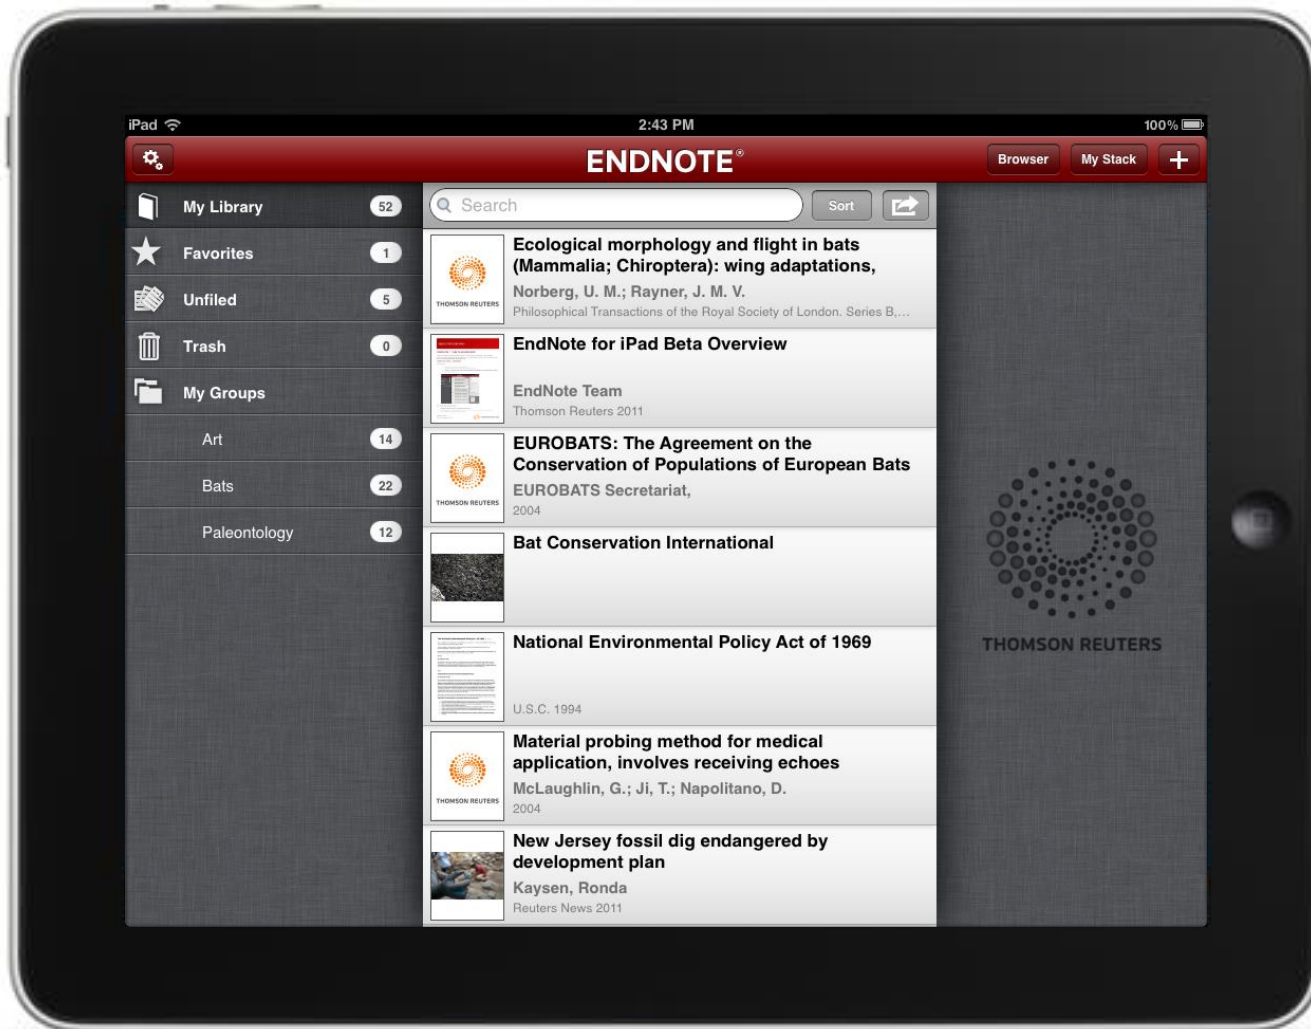 iPad
2:43 PM
100%
ENDNOTE®
Browser
My Stack
My Library
52
Favorites
1
Unfiled
5
Trash
0
My Groups
Art
14
Bats
22
Paleontology
12
Search
Sort
THOMSON REUTERS
Ecological morphology and flight in bats
(Mammalia; Chiroptera): wing adaptations,
Norberg, U. M.; Rayner, J. M. V.
Philosophical Transactions of the Royal Society of London. Series B,...
EndNote for iPad Beta Overview
EndNote Team
Thomson Reuters 2011
THOMSON REUTERS
EUROBATS: The Agreement on the
Conservation of Populations of European Bats
EUROBATS Secretariat,
2004
Bat Conservation International
National Environmental Policy Act of 1969
U.S.C. 1994
THOMSON REUTERS
Material probing method for medical
application, involves receiving echoes
McLaughlin, G.; Ji, T.; Napolitano, D.
2004
New Jersey fossil dig endangered by
development plan
Kaysen, Ronda
Reuters News 2011
THOMSON REUTERS